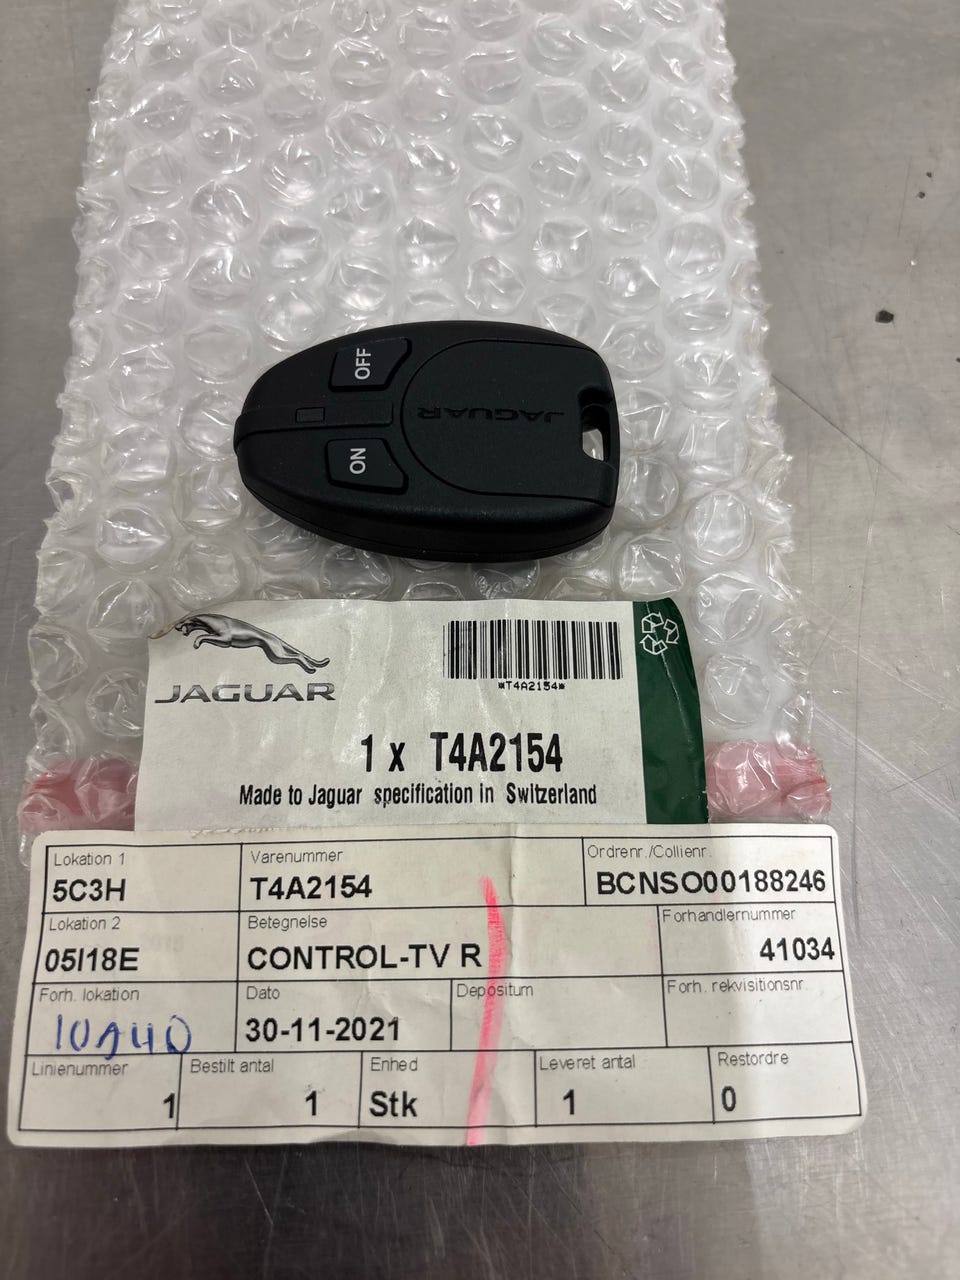 OFF
ON
JAGUAR
JAGUAR
*T4A2154*
1 x T4A2154
Made to Jaguar specification in Switzerland
Lokation 1 Varenummer Ordrenr./Collienr.
5C3H T4A2154 BCNSO00188246
Lokation 2 Betegnelse Forhandlernummer
05I18E CONTROL-TV R 41034
Forh. lokation Dato Depositum Forh. rekvisitionsnr.
30-11-2021
Linienummer Bestilt antal Enhed Leveret antal Restordre
1 1 Stk 1 0